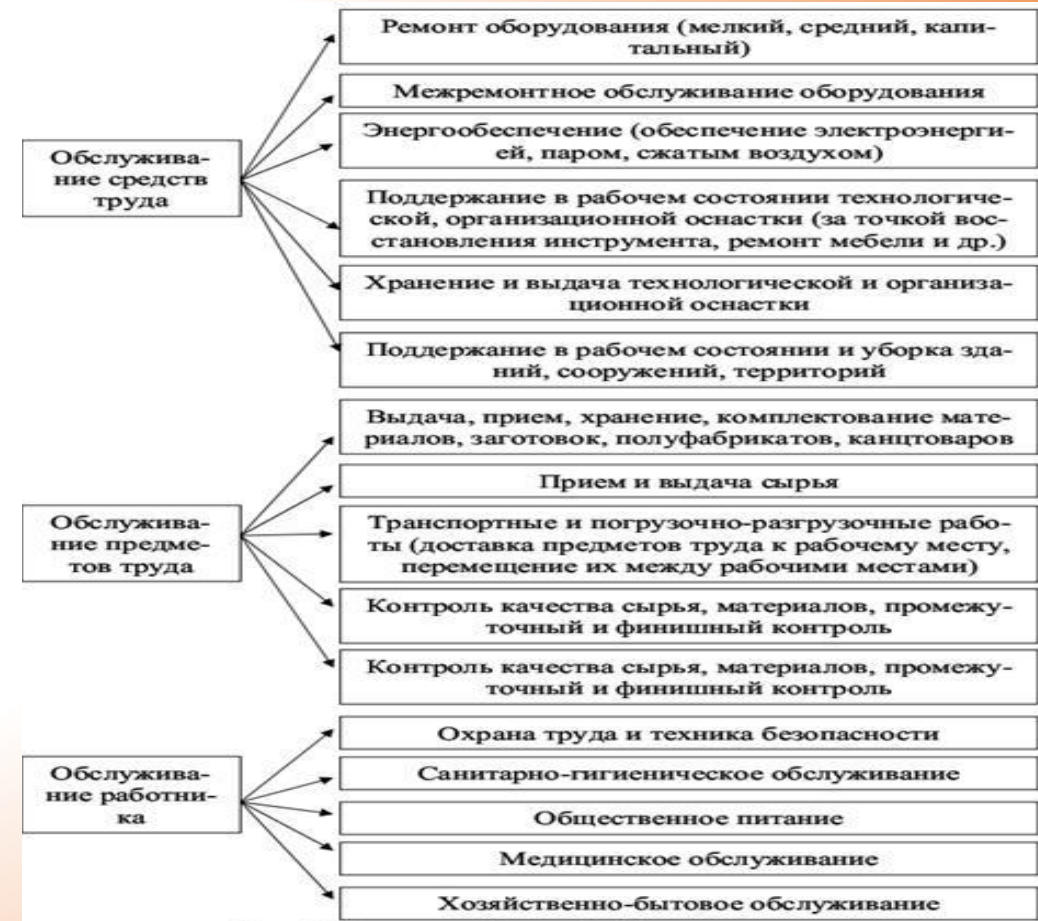 Ремонт оборудования (мелкий, средний, капи-
тальный)
Межремонтное обслуживание оборудования
Энергообеспечение (обеспечение электроэнерги-
ей, паром, сжатым воздухом)
Обслужива-
ние средств
труда
Поддержание в рабочем состоянии технологиче-
ской, организационной оснастки (за точкой вос-
становления инструмента, ремонт мебели и др.)
Хранение и выдача технологической и организа-
ционной оснастки
Поддержание в рабочем состоянии и уборка зда-
ний, сооружений, территорий
Выдача, прием, хранение, комплектование мате-
риалов, заготовок, полуфабрикатов, канцтоваров
Прием и выдача сырья
Обслужива-
ние предме-
тов труда
Транспортные и погрузочно-разгрузочные рабо-
ты (доставка предметов труда к рабочему месту,
перемещение их между рабочими местами)
Контроль качества сырья, материалов, промежу-
точный и финишный контроль
Контроль качества сырья, материалов, промежу-
точный и финишный контроль
Охрана труда и техника безопасности
Обслужива-
ние работни-
ка
Санитарно-гигиеническое обслуживание
Общественное питание
Медицинское обслуживание
Хозяйственно-бытовое обслуживание